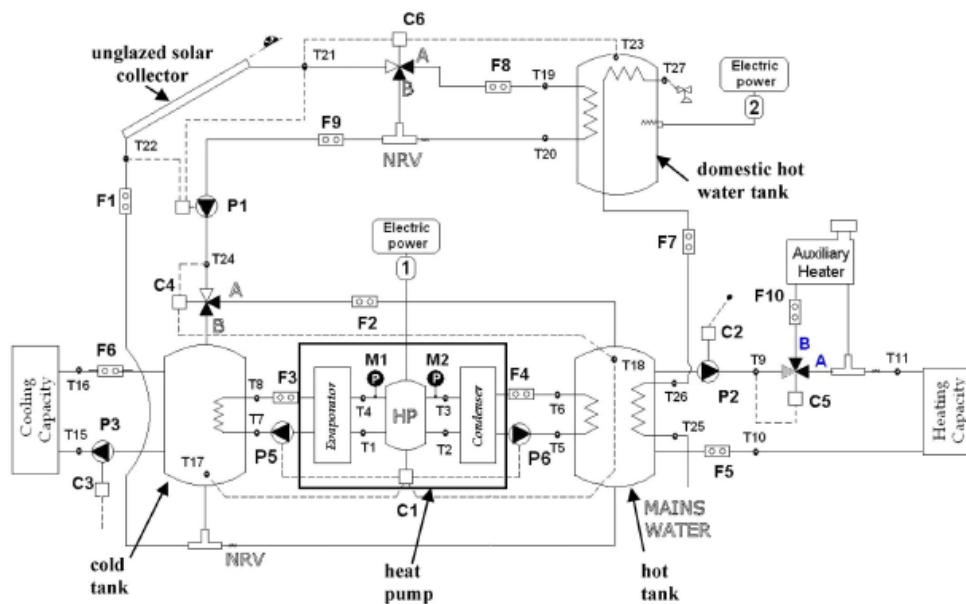 C6
unglazed solar
collector
T21
A
B
F8
T19
T23
T27
Electric
power
2
T22
F9
NRV
T20
domestic hot
water tank
F1
P1
Electric
power
1
F7
Auxiliary
Heater
T24
C4
A
B
F2
F10
C2
B
A
T18
T9
T11
P2
C5
T26
T25
T10
F5
Cooling
Capacity
T16
F6
T15
P3
C3
T17
T8
F3
T7
P5
Evaporator
M1
P
M2
P
T4
HP
T3
T1
T2
Condenser
F4
T6
P6
T5
C1
Heating
Capacity
MAINS
WATER
cold
tank
NRV
heat
pump
hot
tank